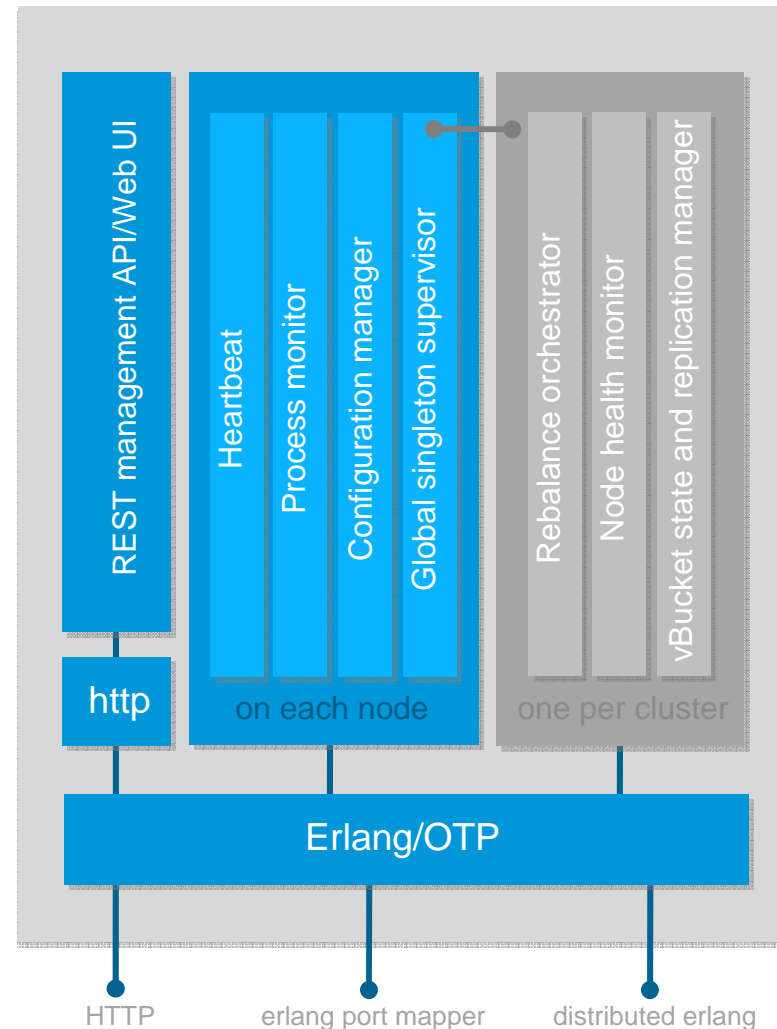 REST management API/Web UI
Heartbeat
Process monitor
Configuration manager
Global singleton supervisor
Rebalance orchestrator
Node health monitor
vBucket state and replication manager
http
on each node
one per cluster
Erlang/OTP
HTTP
erlang port mapper
distributed erlang